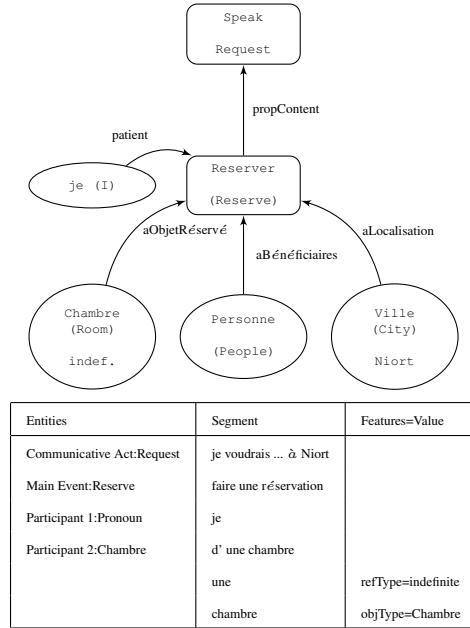 Speak
Request
propContent
patient
Reserver
(Reserve)
je (I)
aObjetRéservé
aLocalisation
aBénéficiaires
Chambre
(Room)
indef.
Personne
(People)
Ville
(City)
Niort
Entities Segment Features=Value
Communicative Act:Request je voudrais ... à Niort
Main Event:Reserve faire une réservation
Participant 1:Pronoun je
Participant 2:Chambre d' une chambre
une refType=indefinite
chambre objType=Chambre